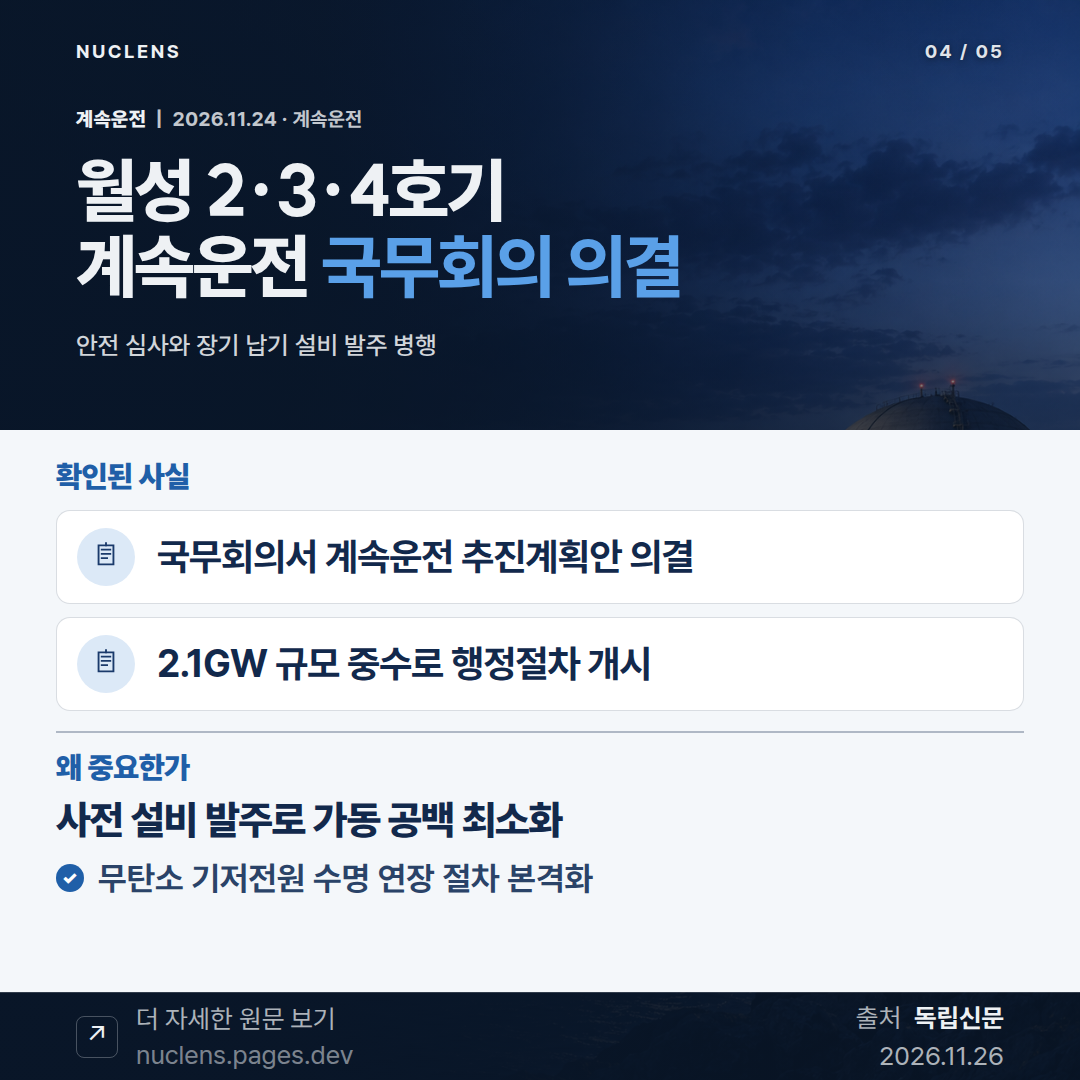 NUCLENS
04 / 05
계속운전 | 2026.11.24 · 계속운전
월성 2·3·4호기
계속운전 국무회의 의결
안전 심사와 장기 납기 설비 발주 병행
확인된 사실
국무회의서 계속운전 추진계획안 의결
2.1GW 규모 중수로 행정절차 개시
왜 중요한가
사전 설비 발주로 가동 공백 최소화
무탄소 기저전원 수명 연장 절차 본격화
더 자세한 원문 보기
nuclens.pages.dev
출처 독립신문
2026.11.26